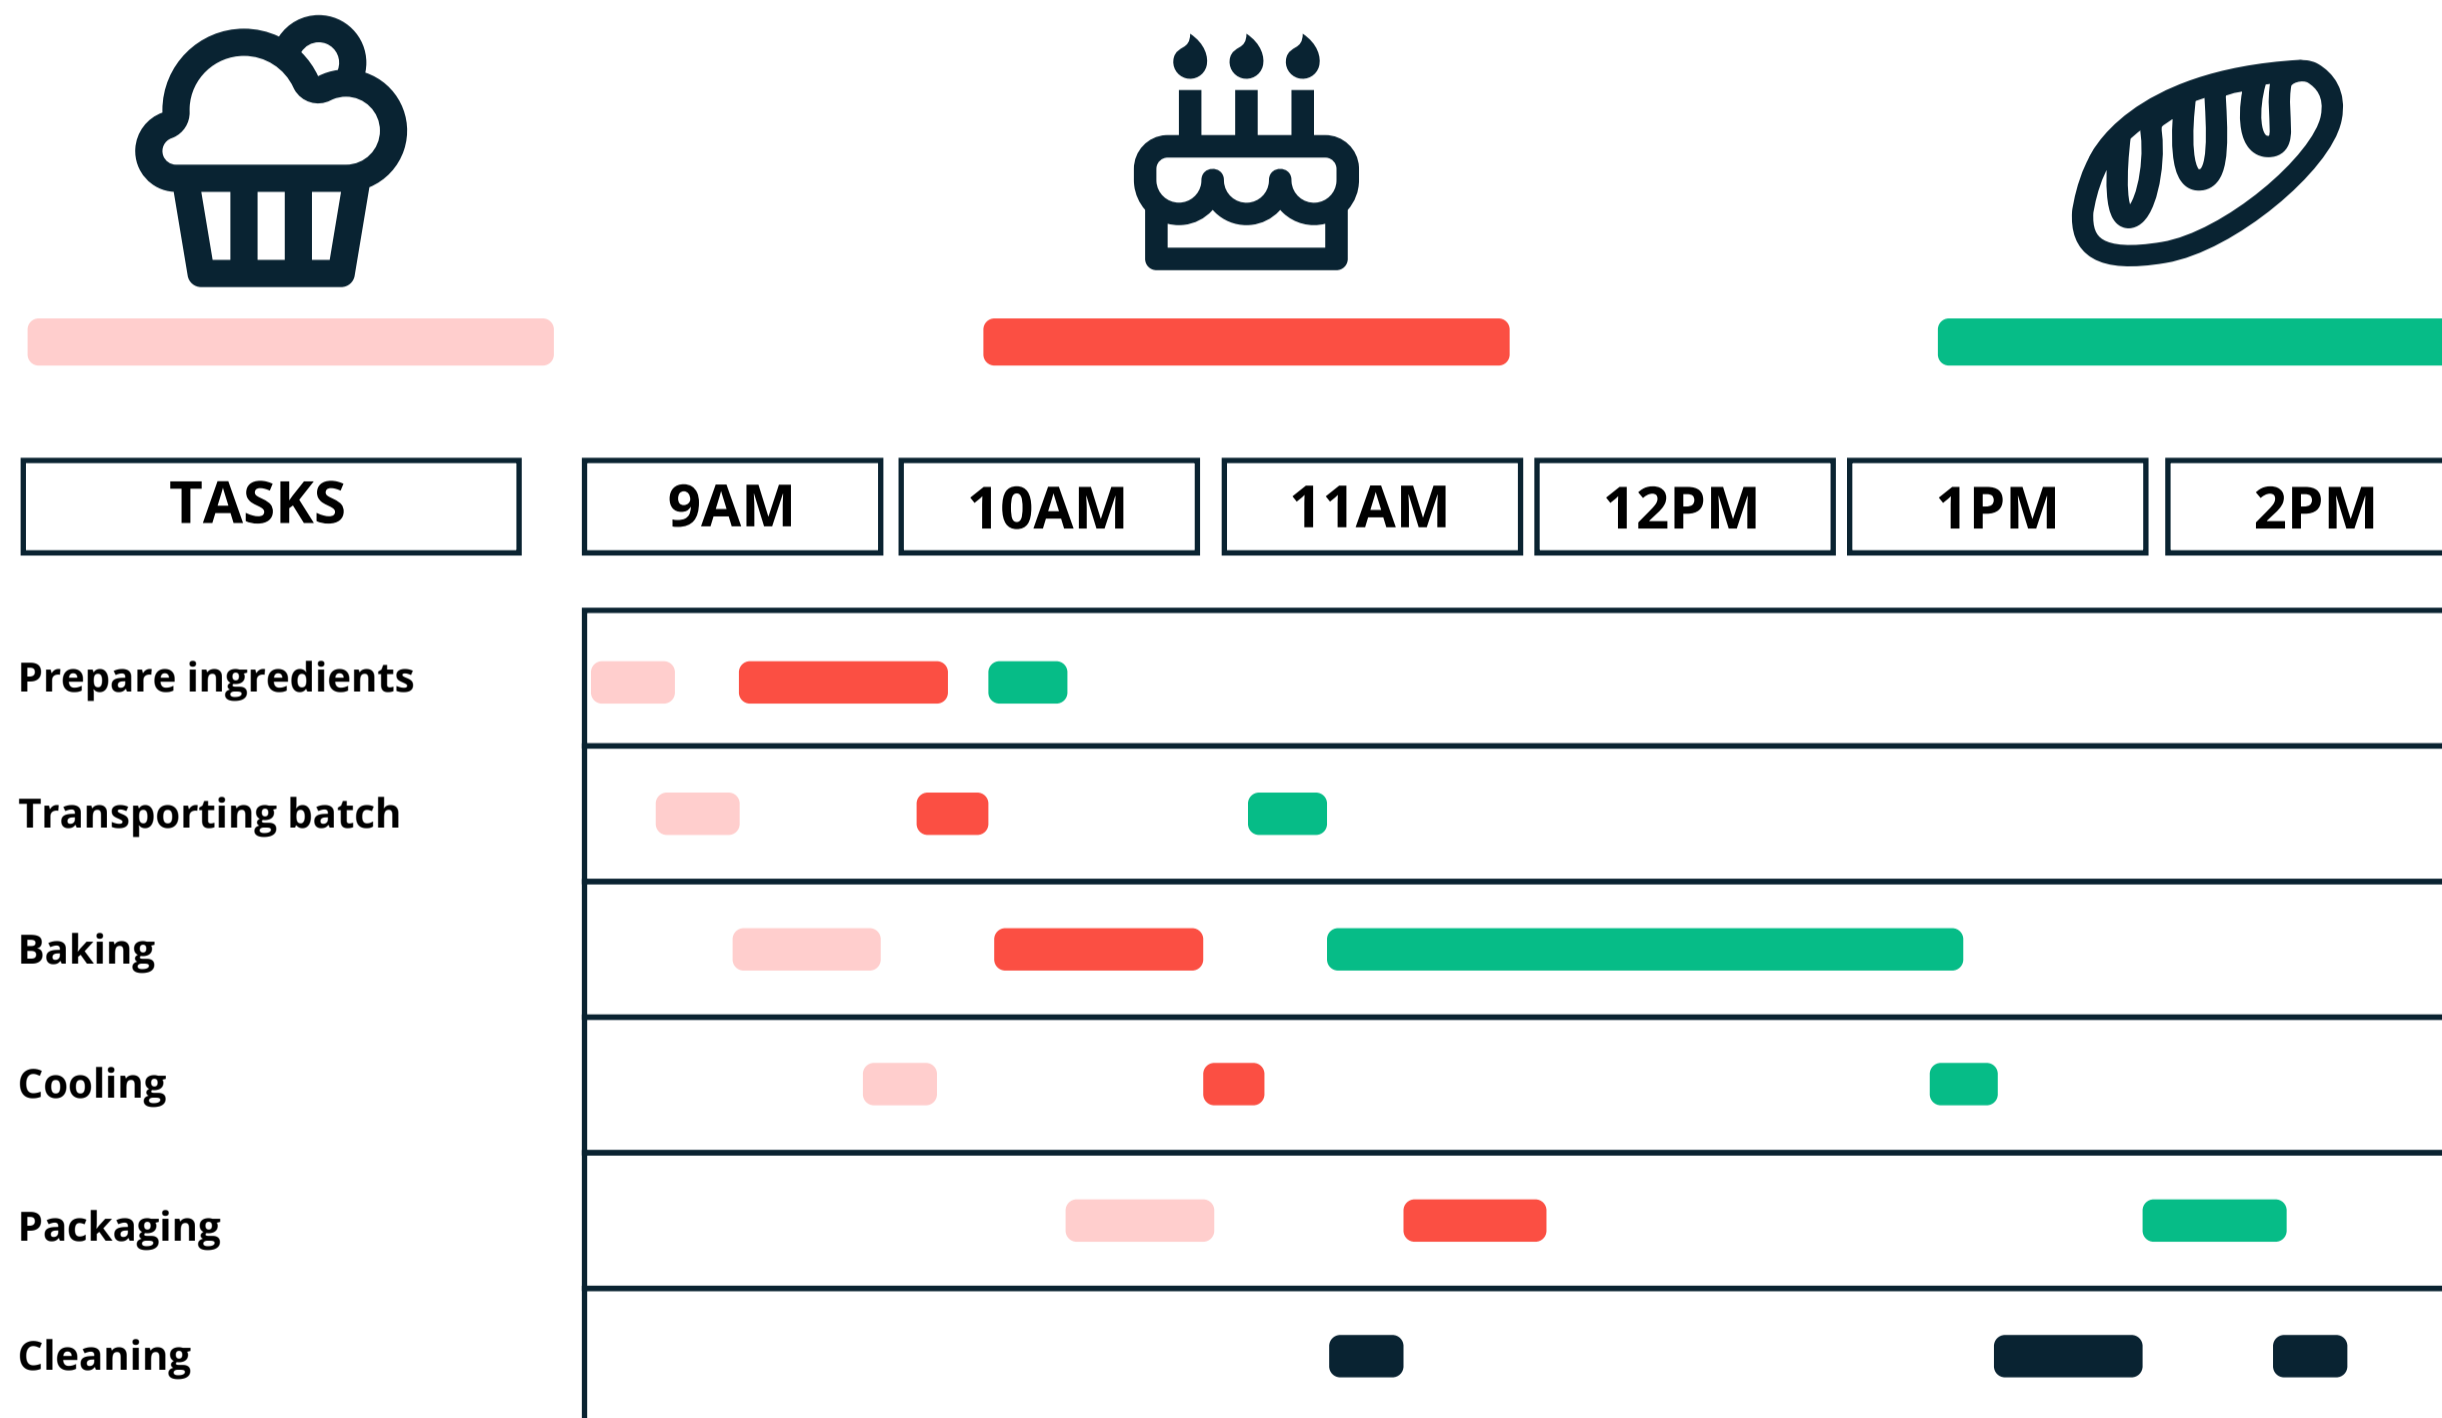 TASKS
9AM
10AM
11AM
12PM
1PM
2PM
Prepare ingredients
Transporting batch
Baking
Cooling
Packaging
Cleaning